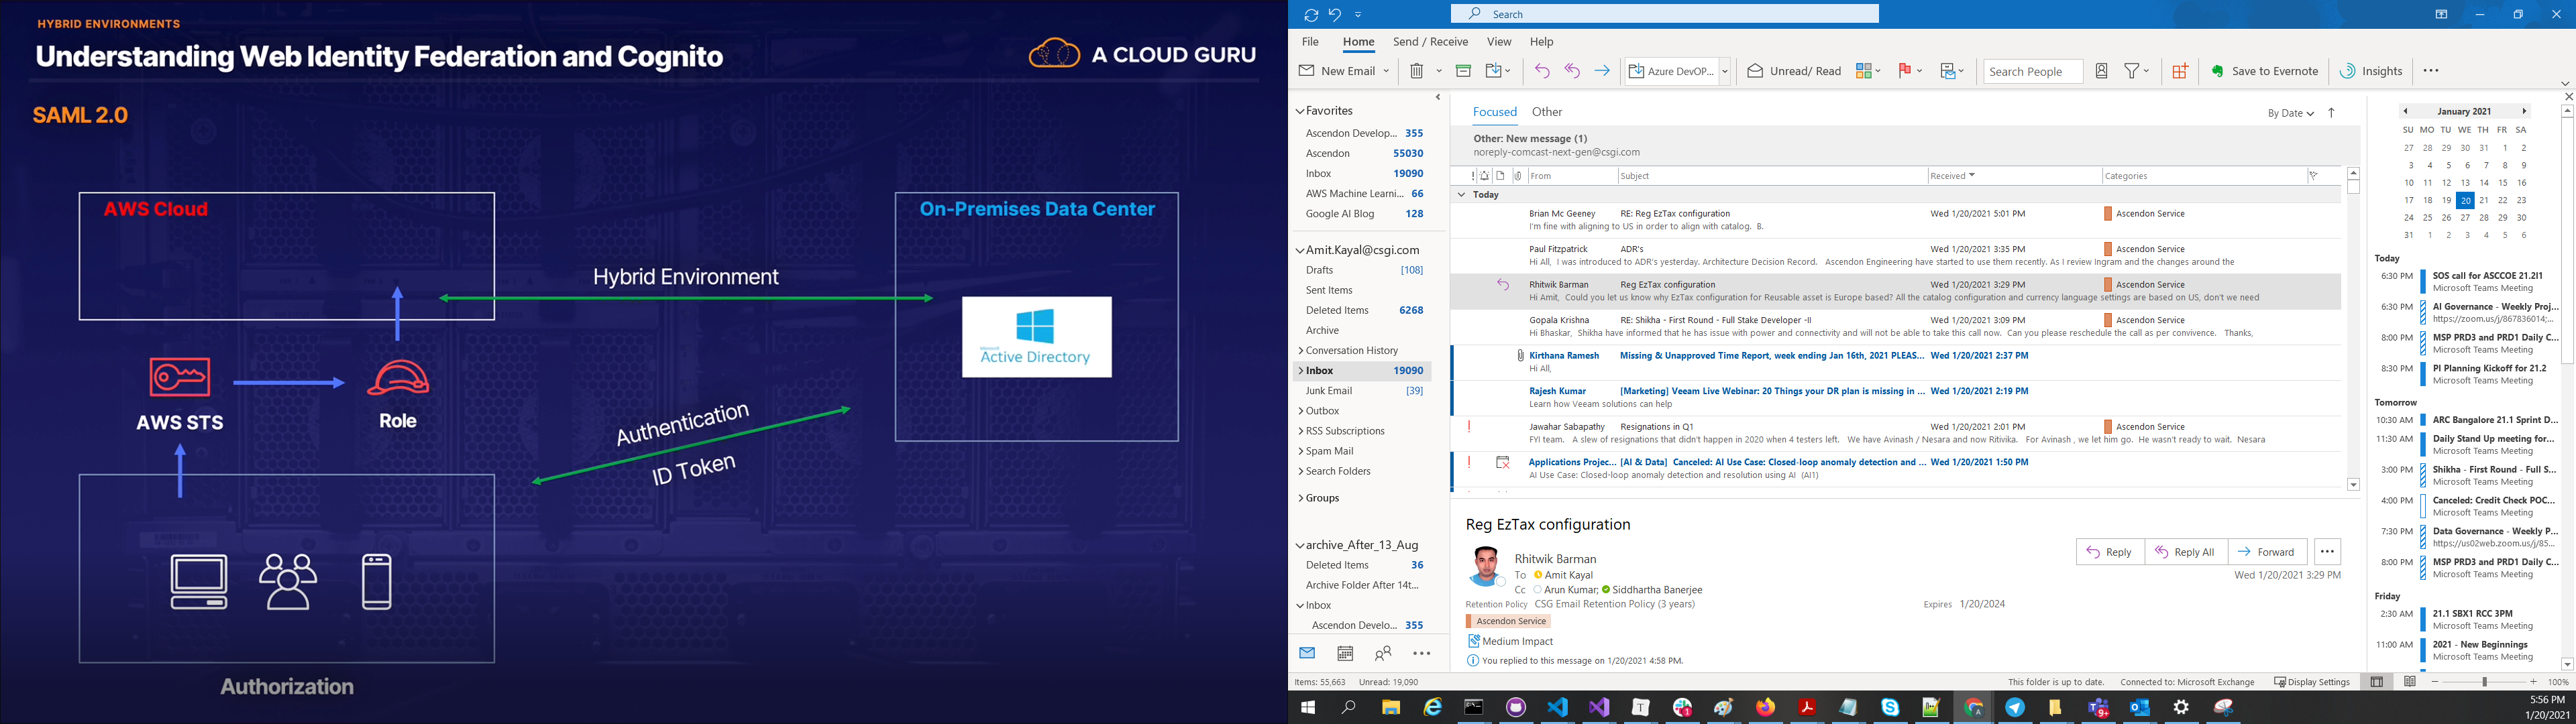 HYBRID ENVIRONMENTS
Understanding Web Identity Federation and Cognito
A CLOUD GURU
SAML 2.0
AWS Cloud
On-Premises Data Center
Hybrid Environment
Microsoft
Active Directory
AWS STS
Role
Authentication
ID Token
Authorization
Search
File Home Send / Receive View Help
New Email Azure DevOP... Unread/ Read Search People Save to Evernote Insights
Favorites
Ascendon Develop... 355
Ascendon 55030
Inbox 19090
AWS Machine Learni... 66
Google AI Blog 128
Amit.Kayal@csgi.com
Drafts [108]
Sent Items
Deleted Items 6268
Archive
Conversation History
Inbox 19090
Junk Email [39]
Outbox
RSS Subscriptions
Spam Mail
Search Folders
Groups
archive_After_13_Aug
Deleted Items 36
Archive Folder After 14t...
Inbox
Ascendon Develo... 355
Focused Other By Date
Other: New message (1)
noreply-comcast-next-gen@csgi.com
From Subject Received Categories
Today
Brian Mc Geeney RE: Reg EzTax configuration Wed 1/20/2021 5:01 PM Ascendon Service
I'm fine with aligning to US in order to align with catalog. B.
Paul Fitzpatrick ADR's Wed 1/20/2021 3:35 PM Ascendon Service
Hi All, I was introduced to ADR's yesterday. Architecture Decision Record. Ascendon Engineering have started to use them recently. As I review Ingram and the changes around the
Rhitwik Barman Reg EzTax configuration Wed 1/20/2021 3:29 PM Ascendon Service
Hi Amit, Could you let us know why EzTax configuration for Reusable asset is Europe based? All the catalog configuration and currency language settings are based on US, don't we need
Gopala Krishna RE: Shikha - First Round - Full Stake Developer -II Wed 1/20/2021 3:09 PM Ascendon Service
Hi Bhaskar, Shikha have informed that he has issue with power and connectivity and will not be able to take this call now. Can you please reschedule the call as per convivence. Thanks,
Kirthana Ramesh Missing & Unapproved Time Report, week ending Jan 16th, 2021 PLEAS... Wed 1/20/2021 2:37 PM
Hi All,
Rajesh Kumar [Marketing] Veeam Live Webinar: 20 Things your DR plan is missing in ... Wed 1/20/2021 2:19 PM
Learn how Veeam solutions can help
Jawahar Sabapathy Resignations in Q1 Wed 1/20/2021 2:01 PM Ascendon Service
FYI team. A slew of resignations that didn't happen in 2020 when 4 testers left. We have Avinash / Nesara and now Ritivika. For Avinash , we let him go. He wasn't ready to wait. Nesara
Applications Projec... [AI & Data] Canceled: AI Use Case: Closed-loop anomaly detection and ... Wed 1/20/2021 1:50 PM
AI Use Case: Closed-loop anomaly detection and resolution using AI (AI1)
Reg EzTax configuration
Rhitwik Barman
To Amit Kayal
Cc Arun Kumar; Siddhartha Banerjee
Reply Reply All Forward
Wed 1/20/2021 3:29 PM
Retention Policy CSG Email Retention Policy (3 years) Expires 1/20/2024
Ascendon Service
Medium Impact
You replied to this message on 1/20/2021 4:58 PM.
January 2021
SU MO TU WE TH FR SA
27 28 29 30 31 1 2
3 4 5 6 7 8 9
10 11 12 13 14 15 16
17 18 19 20 21 22 23
24 25 26 27 28 29 30
31 1 2 3 4 5 6
Today
6:30 PM SOS call for ASCCOE 21.2I1
6:30 PM AI Governance - Weekly Proj...
https://zoom.us/j/867836014;...
8:00 PM MSP PRD3 and PRD1 Daily C...
Microsoft Teams Meeting
8:30 PM PI Planning Kickoff for 21.2
Microsoft Teams Meeting
Tomorrow
10:30 AM ARC Bangalore 21.1 Sprint D...
11:30 AM Daily Stand Up meeting for...
Microsoft Teams Meeting
3:00 PM Shikha - First Round - Full S...
Microsoft Teams Meeting
4:00 PM Canceled: Credit Check POC...
Microsoft Teams Meeting
7:30 PM Data Governance - Weekly P...
https://us02web.zoom.us/j/85...
8:00 PM MSP PRD3 and PRD1 Daily C...
Microsoft Teams Meeting
Friday
2:30 AM 21.1 SBX1 RCC 3PM
Microsoft Teams Meeting
11:00 AM 2021 - New Beginnings
Microsoft Teams Meeting
Items: 55,663 Unread: 19,090 This folder is up to date. Connected to: Microsoft Exchange Display Settings 100%
5:56 PM
1/20/2021